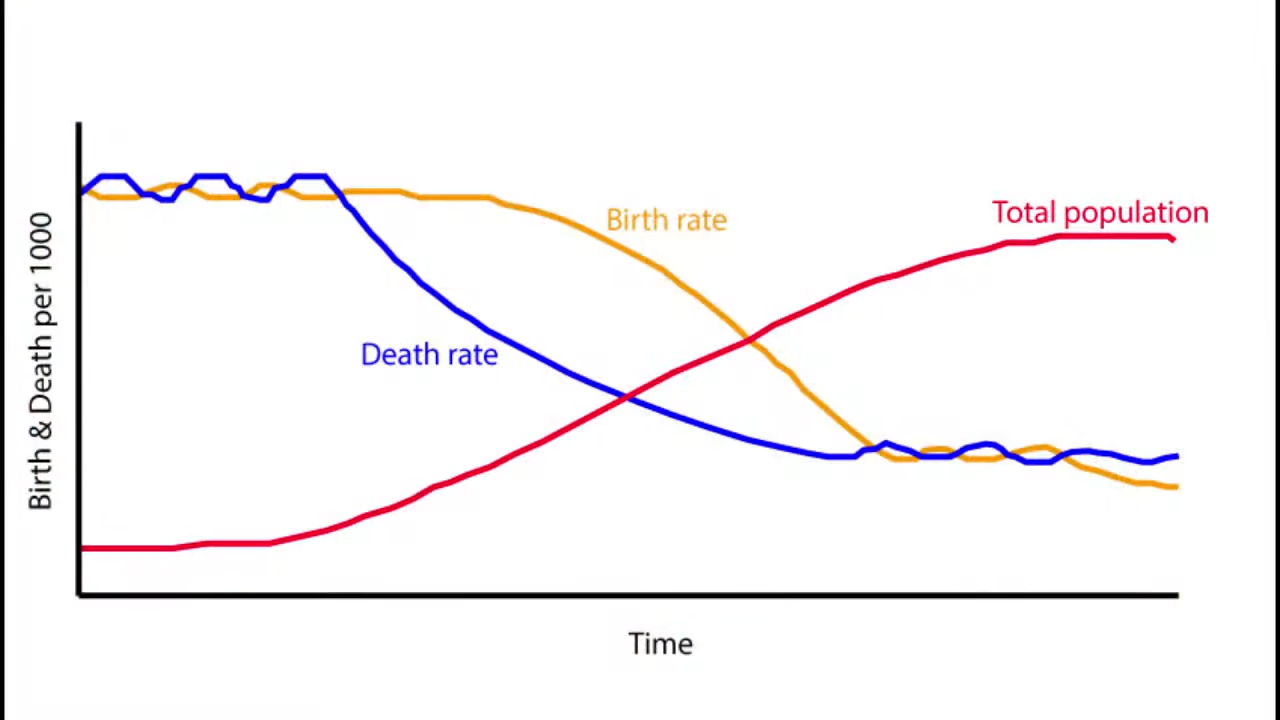 Birth rate
Total population
Death rate
Birth & Death per 1000
Time